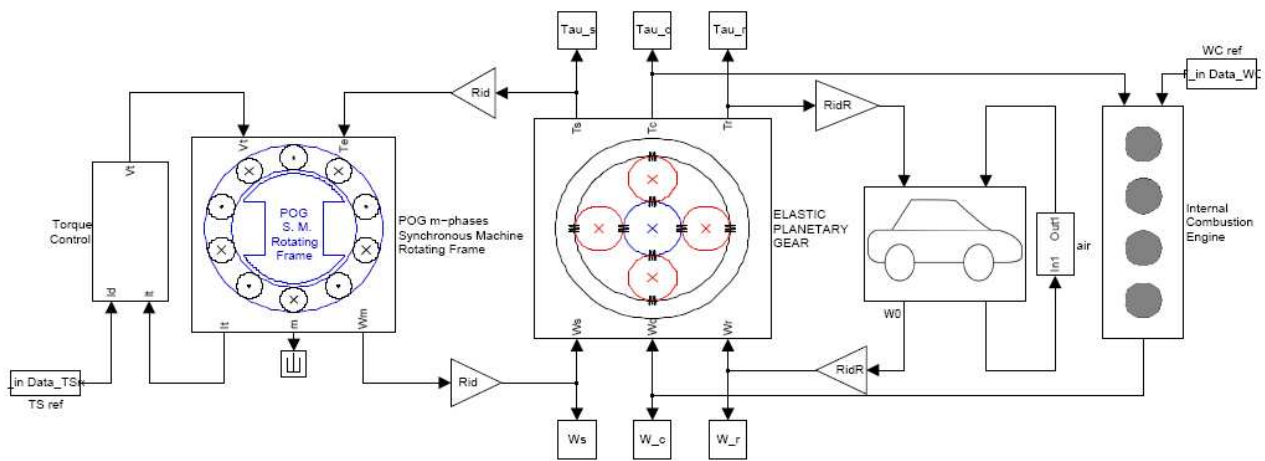 Tau_s
Tau_c
Tau_r
WC ref
_in Data_WC
Rid
RidR
Ts
Tc
Tr
Vt
Vt
Te
POG
S. M.
Rotating
Frame
POG m-phases
Synchronous Machine
Rotating Frame
ELASTIC
PLANETARY
GEAR
Torque
Control
Id
It
It
m
Wm
Ws
Wc
Wr
W0
In1
Out1
air
Internal
Combustion
Engine
_in Data_TS
TS ref
Rid
RidR
Ws
W_c
W_r